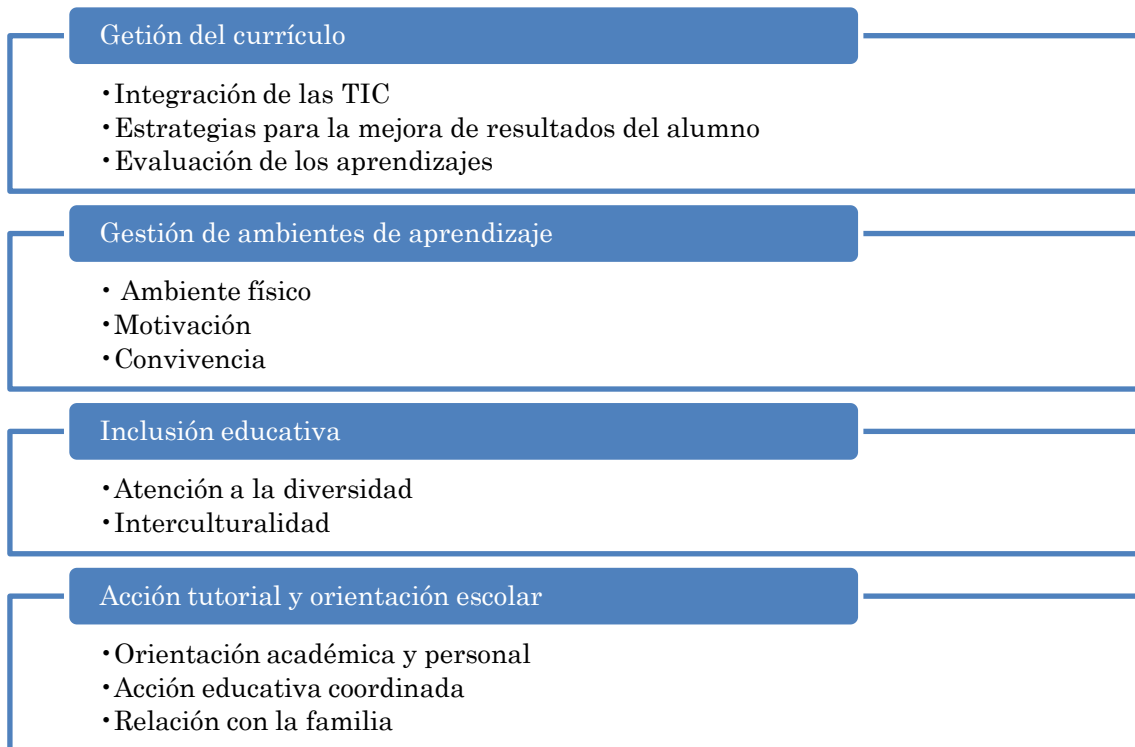 Getión del currículo
•Integración de las TIC
•Estrategias para la mejora de resultados del alumno
•Evaluación de los aprendizajes
Gestión de ambientes de aprendizaje
• Ambiente físico
•Motivación
•Convivencia
Inclusión educativa
•Atención a la diversidad
•Interculturalidad
Acción tutorial y orientación escolar
•Orientación académica y personal
•Acción educativa coordinada
•Relación con la familia